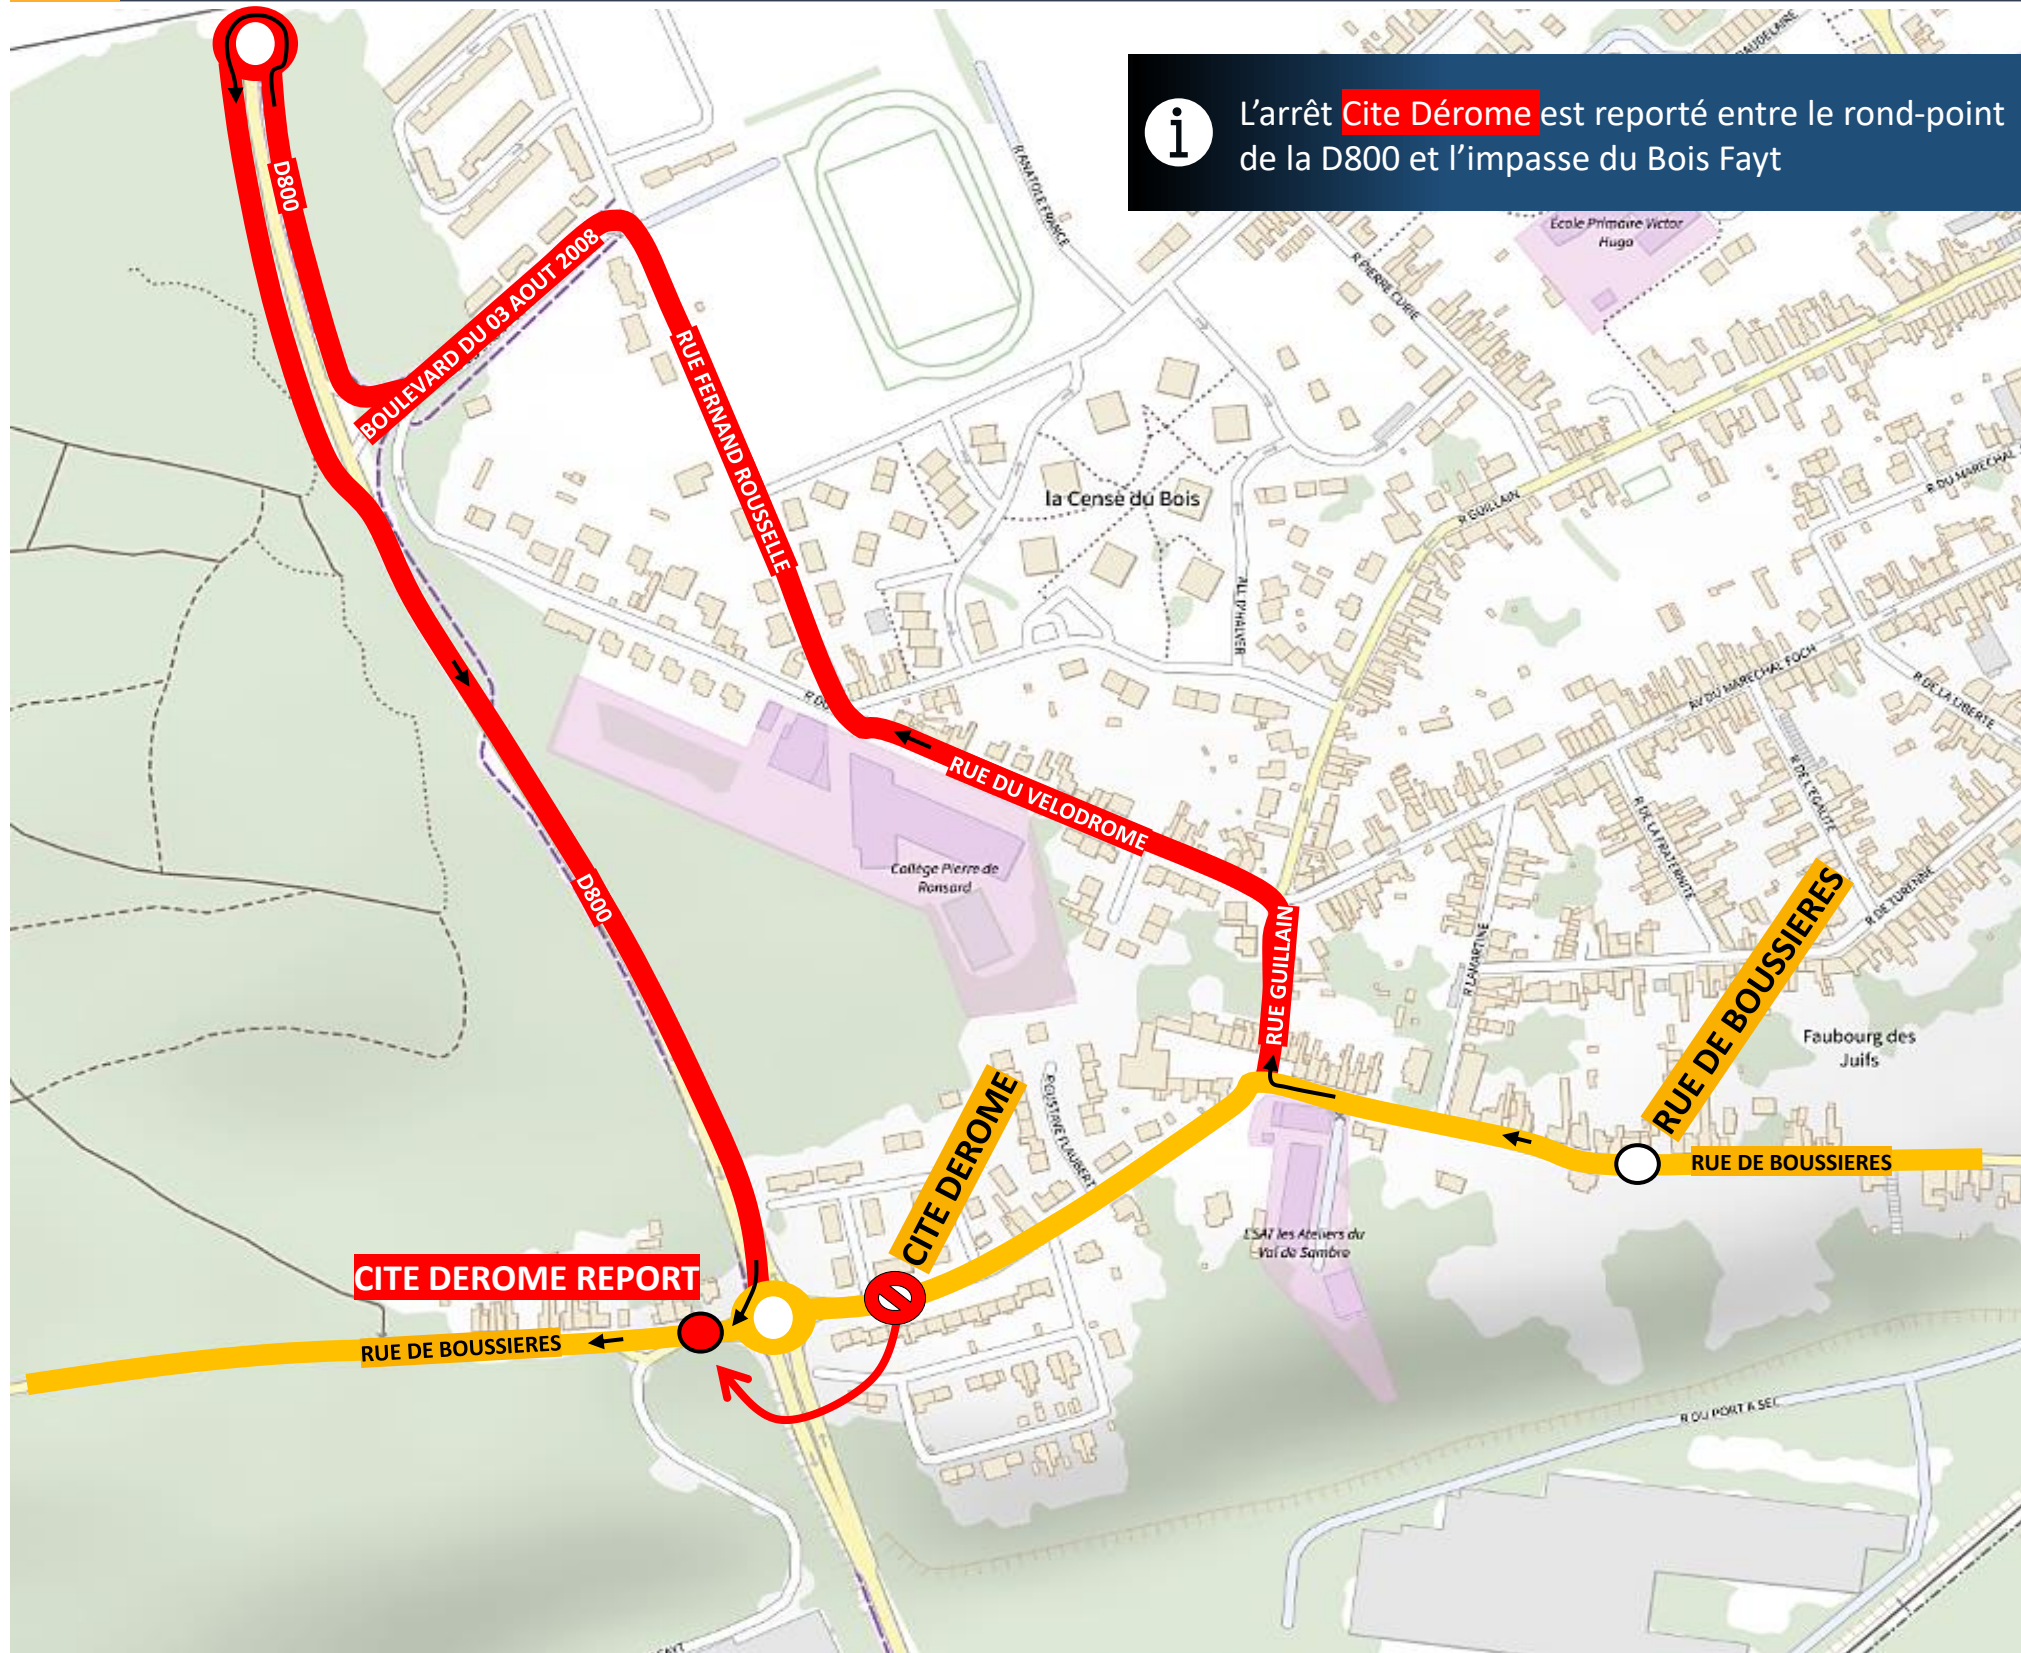 L'arrêt Cite Dérome est reporté entre le rond-point
de la D800 et l'impasse du Bois Fayt
Ecole Primaire Victor
Hugo
R ANATOLE FRANCE
R PIERRE CURIE
D800
BOULEVARD DU 03 AOUT 2008
RUE FERNAND ROUSSELLE
la Cense du Bois
R GUILLAIN
R DU MARECHAL
ALL D'HALVER
AV DU MARECHAL FOCH
R DE LA LIBERTE
R DU
RUE DU VELODROME
R DE L'EGALITE
R DE LA FRATERNITE
Collège Pierre de
Ronsard
D800
R DE TURENNE
RUE GUILLAIN
R LAMARTINE
RUE DE BOUSSIERES
Faubourg des
Juifs
R GUSTAVE FLAUBERT
CITE DEROME
RUE DE BOUSSIERES
ESAT les Ateliers du
Val de Sambre
CITE DEROME REPORT
RUE DE BOUSSIERES
R DU PORT A SEC
FAYT